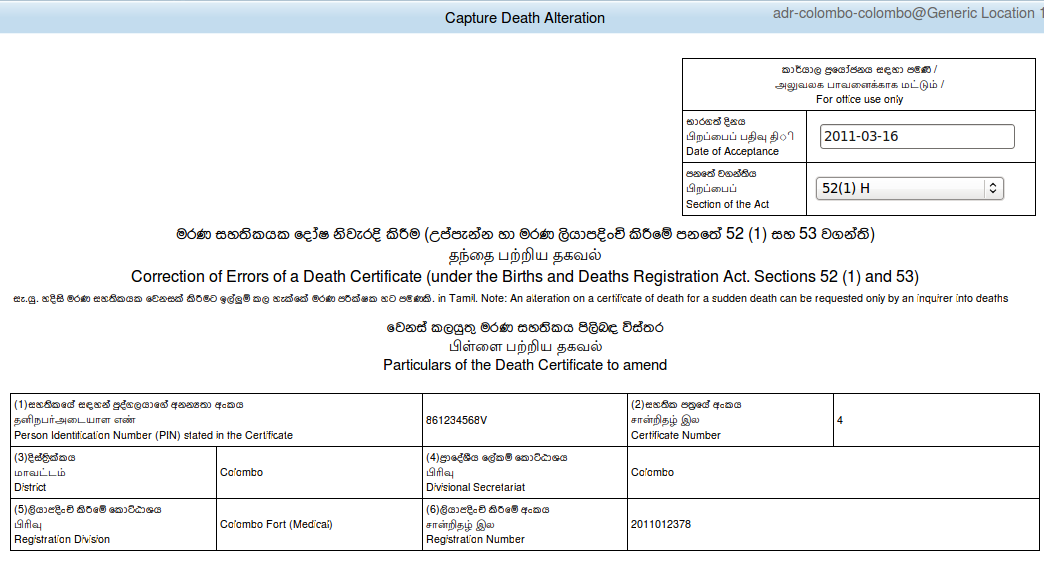 Capture Death Alteration
adr-colombo-colombo@Generic Location 1
කාර්යාල ප්‍රයෝජනය සඳහා පමණි /
அலுவலக பாவனைக்காக மட்டும் /
For office use only
භාරගත් දිනය
பிறப்பைப் பதிவு திி
Date of Acceptance
2011-03-16
පනතේ වගන්තිය
பிறப்பைப்
Section of the Act
52(1) H
මරණ සහතිකයක දෝෂ නිවැරදි කිරීම (උප්පැන්න හා මරණ ලියාපදිංචි කිරීමේ පනතේ 52 (1) සහ 53 වගන්ති)
தந்தை பற்றிய தகவல்
Correction of Errors of a Death Certificate (under the Births and Deaths Registration Act. Sections 52 (1) and 53)
සැ.යු. හදිසි මරණ සහතිකයක වෙනසක් කිරීමට ඉල්ලුම් කල හැක්කේ මරණ පරීක්ෂක හට පමණකි. in Tamil. Note: An alteration on a certificate of death for a sudden death can be requested only by an inquirer into deaths
වෙනස් කලයුතු මරණ සහතිකය පිලිබඳ විස්තර
பிள்ளை பற்றிய தகவல்
Particulars of the Death Certificate to amend
(1)සහතිකයේ සඳහන් පුද්ගලයාගේ අනන්‍යතා අංකය
தனிநபர்அடையாள எண்
Person Identification Number (PIN) stated in the Certificate
861234568V
(2)සහතික පත්‍රයේ අංකය
சான்றிதழ் இல
Certificate Number
4
(3)දිස්ත්‍රික්කය
மாவட்டம்
District
Colombo
(4)ප්‍රාදේශීය ලේකම් කොට්ඨාශය
பிரிவு
Divisional Secretariat
Colombo
(5)ලියාපදිංචි කිරීමේ කොට්ඨාශය
பிரிவு
Registration Division
Colombo Fort (Medical)
(6)ලියාපදිංචි කිරීමේ අංකය
சான்றிதழ் இல
Registration Number
2011012378